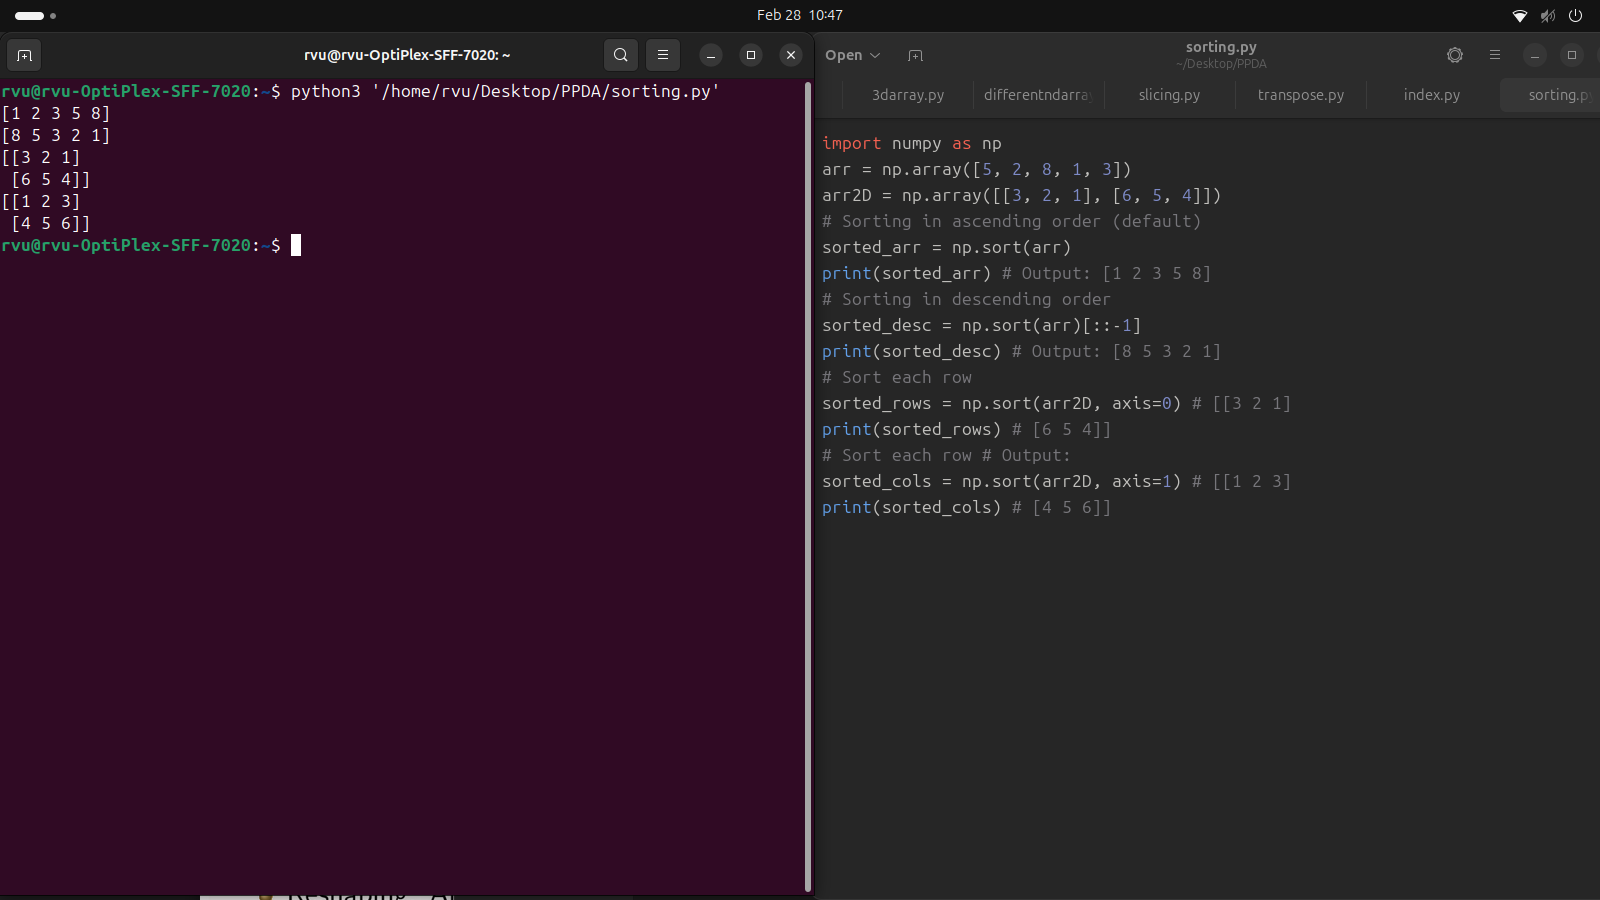 Feb 28 10:47
rvu@rvu-OptiPlex-SFF-7020: ~
rvu@rvu-OptiPlex-SFF-7020:~$ python3 '/home/rvu/Desktop/PPDA/sorting.py'
[1 2 3 5 8]
[8 5 3 2 1]
[[3 2 1]
 [6 5 4]]
[[1 2 3]
 [4 5 6]]
rvu@rvu-OptiPlex-SFF-7020:~$
Open
sorting.py
~/Desktop/PPDA
3darray.py differentndarray slicing.py transpose.py index.py sorting.py
import numpy as np
arr = np.array([5, 2, 8, 1, 3])
arr2D = np.array([[3, 2, 1], [6, 5, 4]])
# Sorting in ascending order (default)
sorted_arr = np.sort(arr)
print(sorted_arr) # Output: [1 2 3 5 8]
# Sorting in descending order
sorted_desc = np.sort(arr)[::-1]
print(sorted_desc) # Output: [8 5 3 2 1]
# Sort each row
sorted_rows = np.sort(arr2D, axis=0) # [[3 2 1]
print(sorted_rows) # [6 5 4]]
# Sort each row # Output:
sorted_cols = np.sort(arr2D, axis=1) # [[1 2 3]
print(sorted_cols) # [4 5 6]]